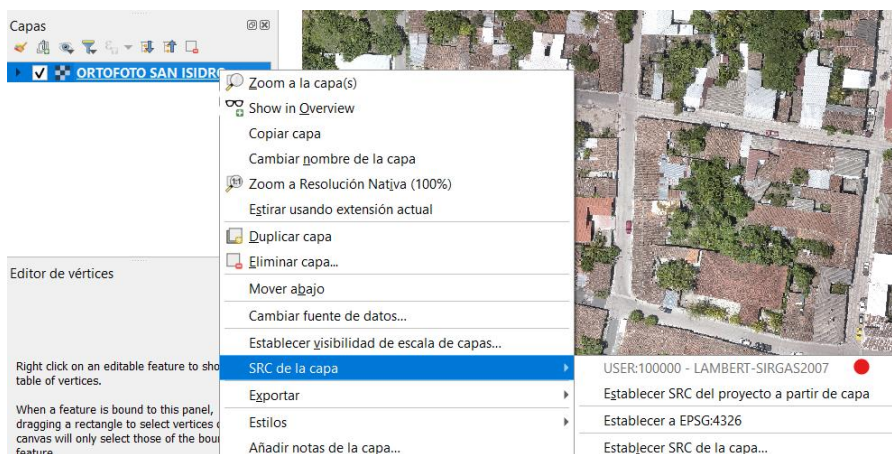 Capas
ORTOFOTO SAN ISIDRO
Zoom a la capa(s)
Show in Overview
Copiar capa
Cambiar nombre de la capa
Zoom a Resolución Nativa (100%)
Estirar usando extensión actual
Duplicar capa
Eliminar capa...
Mover abajo
Cambiar fuente de datos...
Establecer visibilidad de escala de capas...
SRC de la capa
Exportar
Estilos
Añadir notas de la capa...
USER:100000 - LAMBERT-SIRGAS2007
Establecer SRC del proyecto a partir de capa
Establecer a EPSG:4326
Establecer SRC de la capa...
Editor de vértices
Right click on an editable feature to sho
table of vertices.
When a feature is bound to this panel,
dragging a rectangle to select vertices o
canvas will only select those of the bou
feature